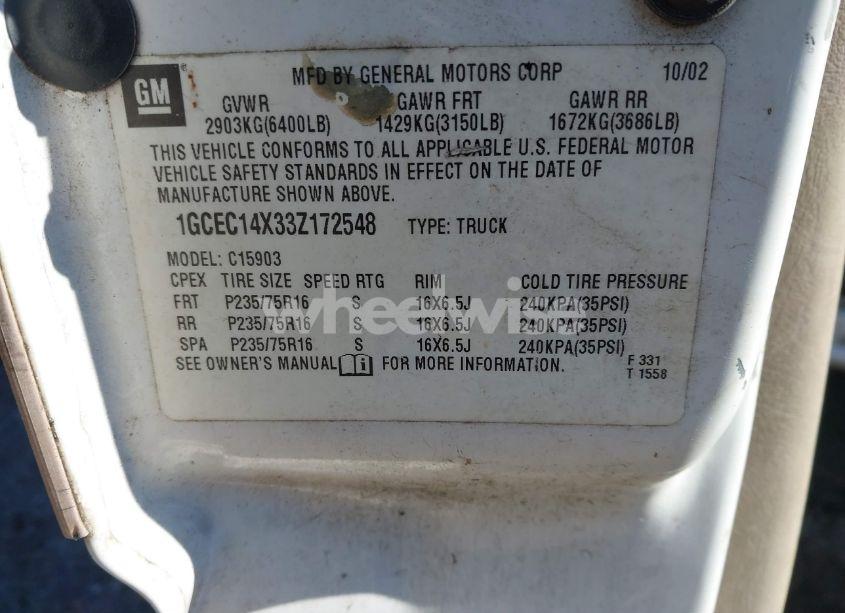 GM
MFD BY GENERAL MOTORS CORP 10/02
GVWR GAWR FRT GAWR RR
2903KG(6400LB) 1429KG(3150LB) 1672KG(3686LB)
THIS VEHICLE CONFORMS TO ALL APPLICABLE U.S. FEDERAL MOTOR
VEHICLE SAFETY STANDARDS IN EFFECT ON THE DATE OF
MANUFACTURE SHOWN ABOVE.
1GCEC14X33Z172548 TYPE: TRUCK
MODEL: C15903
CPEX TIRE SIZE SPEED RTG RIM COLD TIRE PRESSURE
FRT P235/75R16 S 16X6.5J 240KPA(35PSI)
RR P235/75R16 S 16X6.5J 240KPA(35PSI)
SPA P235/75R16 S 16X6.5J 240KPA(35PSI)
SEE OWNER'S MANUAL i FOR MORE INFORMATION.
F 331
T 1558
wheelwise